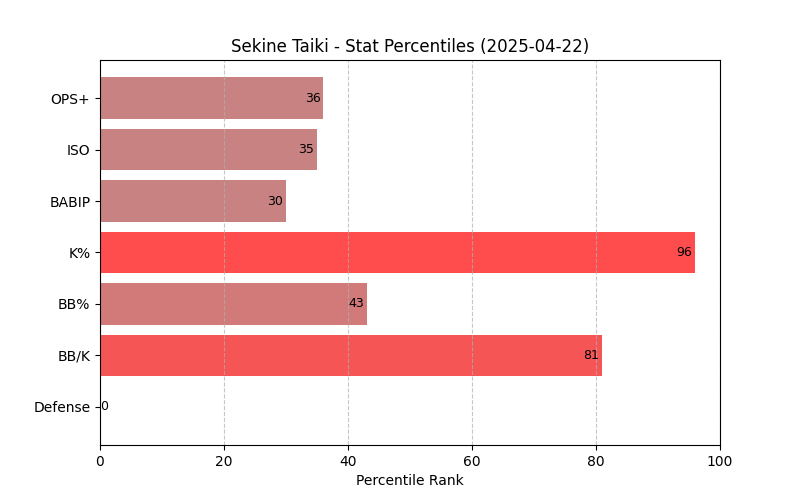 Sekine Taiki - Stat Percentiles (2025-04-22)
OPS+ 36
ISO 35
BABIP 30
K% 96
BB% 43
BB/K 81
Defense 0
0 20 40 60 80 100
Percentile Rank